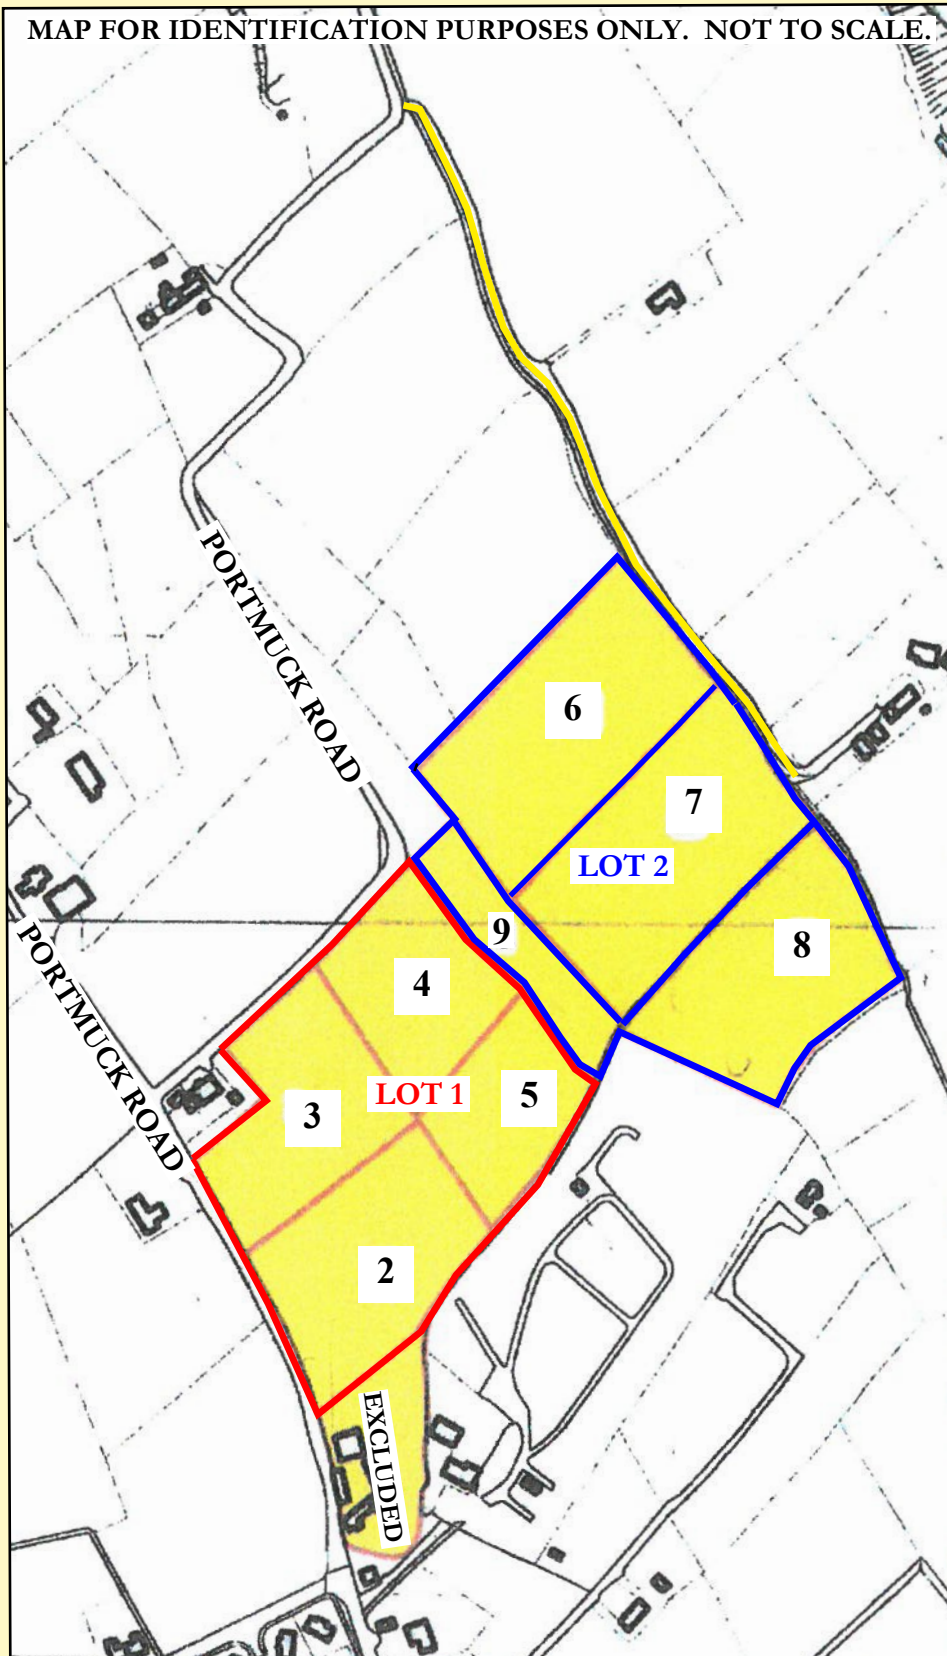 MAP FOR IDENTIFICATION PURPOSES ONLY. NOT TO SCALE.
PORTMUCK ROAD
6
7
LOT 2
9
8
4
PORTMUCK ROAD
LOT 1
5
3
2
EXCLUDED